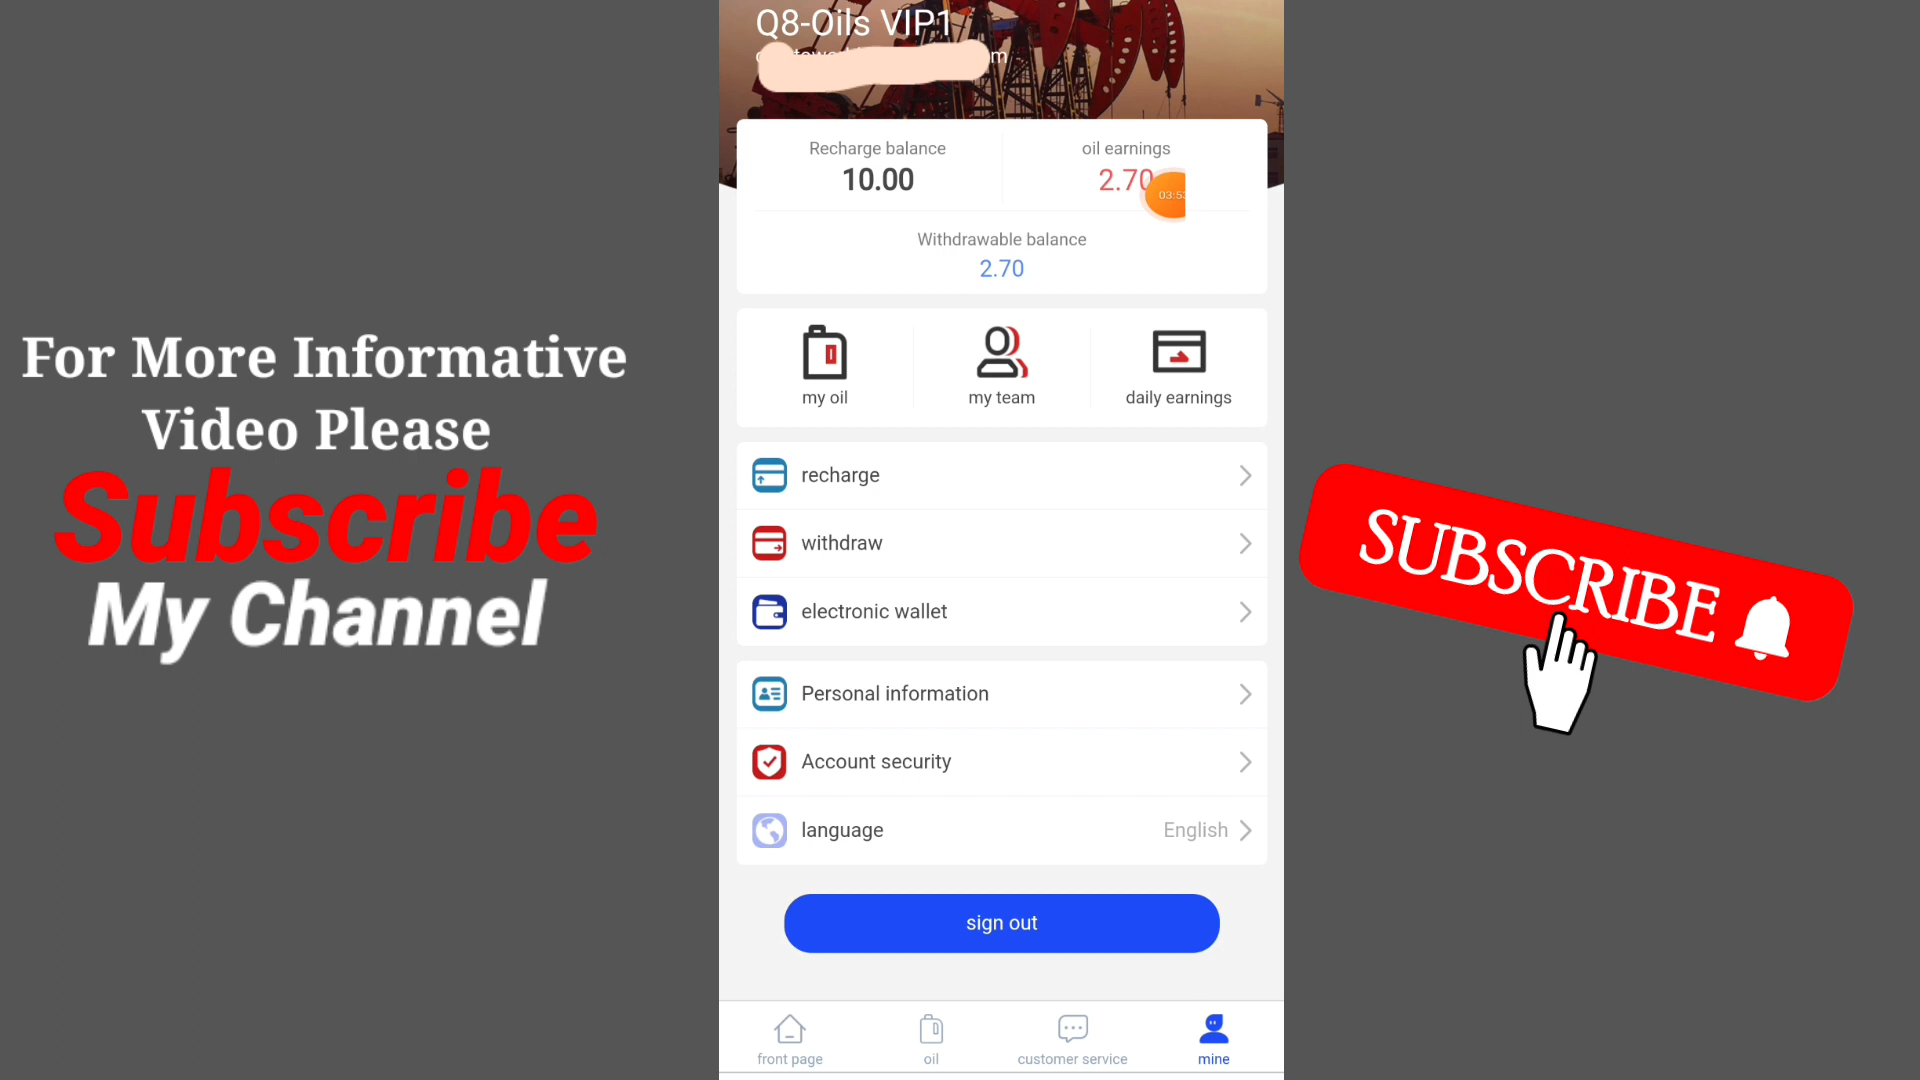 For More Informative
Video Please
Subscribe
My Channel
Q8-Oils VIP1
Recharge balance
10.00
oil earnings
2.70
03:53
Withdrawable balance
2.70
my oil
my team
daily earnings
recharge
withdraw
electronic wallet
Personal information
Account security
language
English
sign out
front page
oil
customer service
mine
SUBSCRIBE